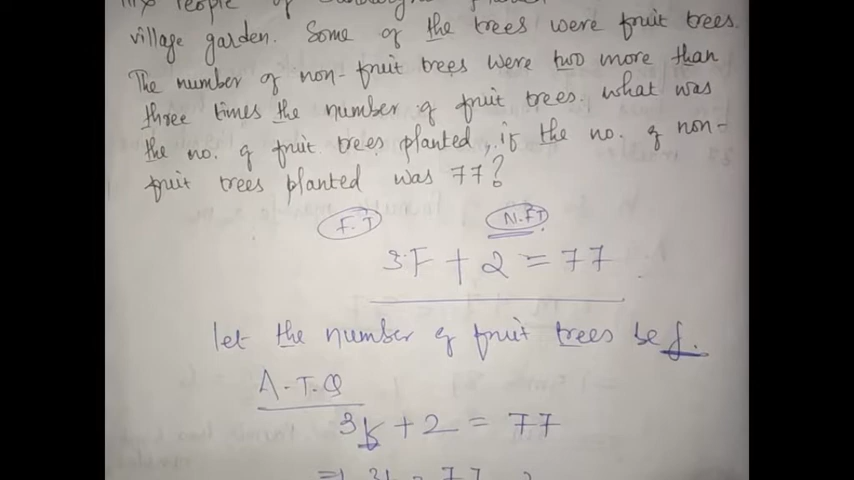 People of
village garden. Some of the trees were fruit trees.
The number of non-fruit trees were two more than
three times the number of fruit trees. what was
the no. of fruit trees planted, if the no. of non-
fruit trees planted was 77?
F.T N.F.T.
3F + 2 = 77
let the number of fruit trees be f.
A.T.Q
3f + 2 = 77